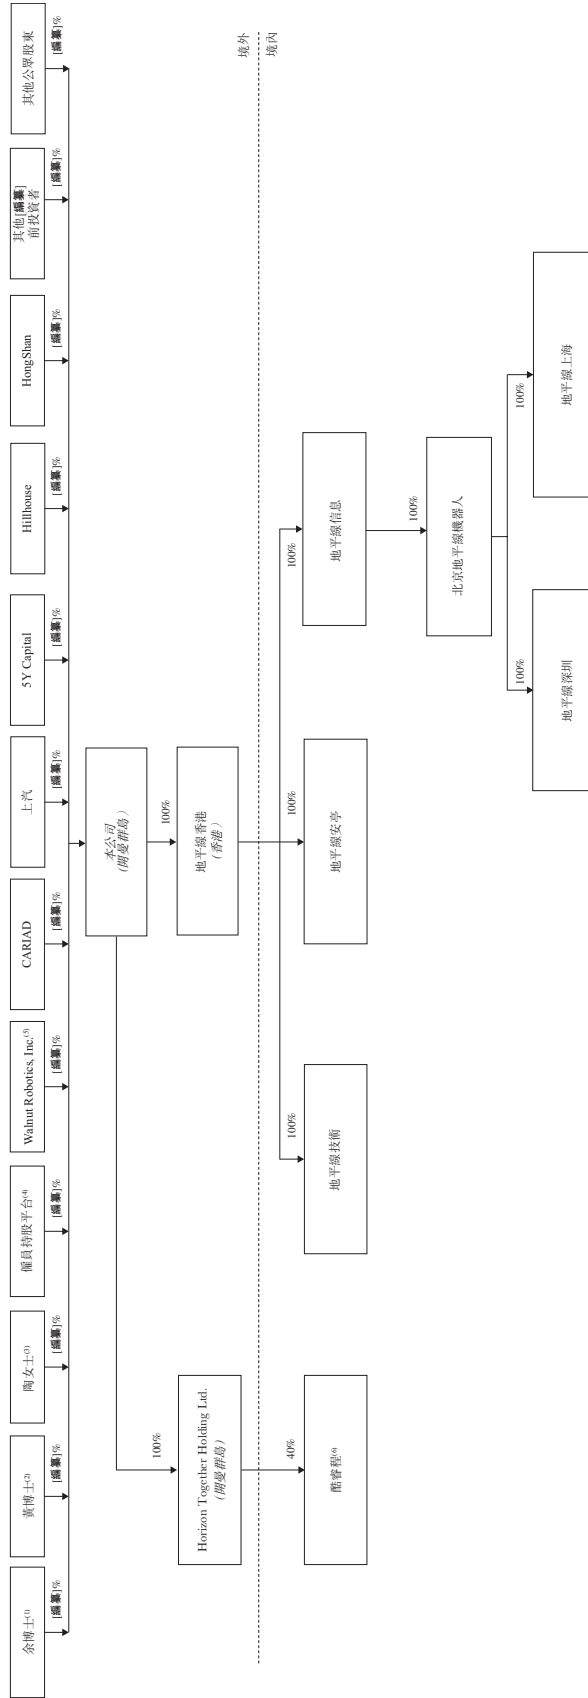 余博士(1)
黃博士(2)
陶女士(3)
僱員持股平台(4)
Walnut Robotics, Inc.(5)
CARIAD
上汽
5Y Capital
Hillhouse
HongShan
其他[編纂]
前投資者
其他公眾股東
[編纂]%
[編纂]%
[編纂]%
[編纂]%
[編纂]%
[編纂]%
[編纂]%
[編纂]%
[編纂]%
[編纂]%
[編纂]%
[編纂]%
本公司
(開曼群島)
100%
100%
Horizon Together Holding Ltd.
(開曼群島)
地平線香港
(香港)
境外
境內
40%
100%
100%
100%
酷睿程(6)
地平線技術
地平線安亭
地平線信息
100%
北京地平線機器人
100%
100%
地平線深圳
地平線上海